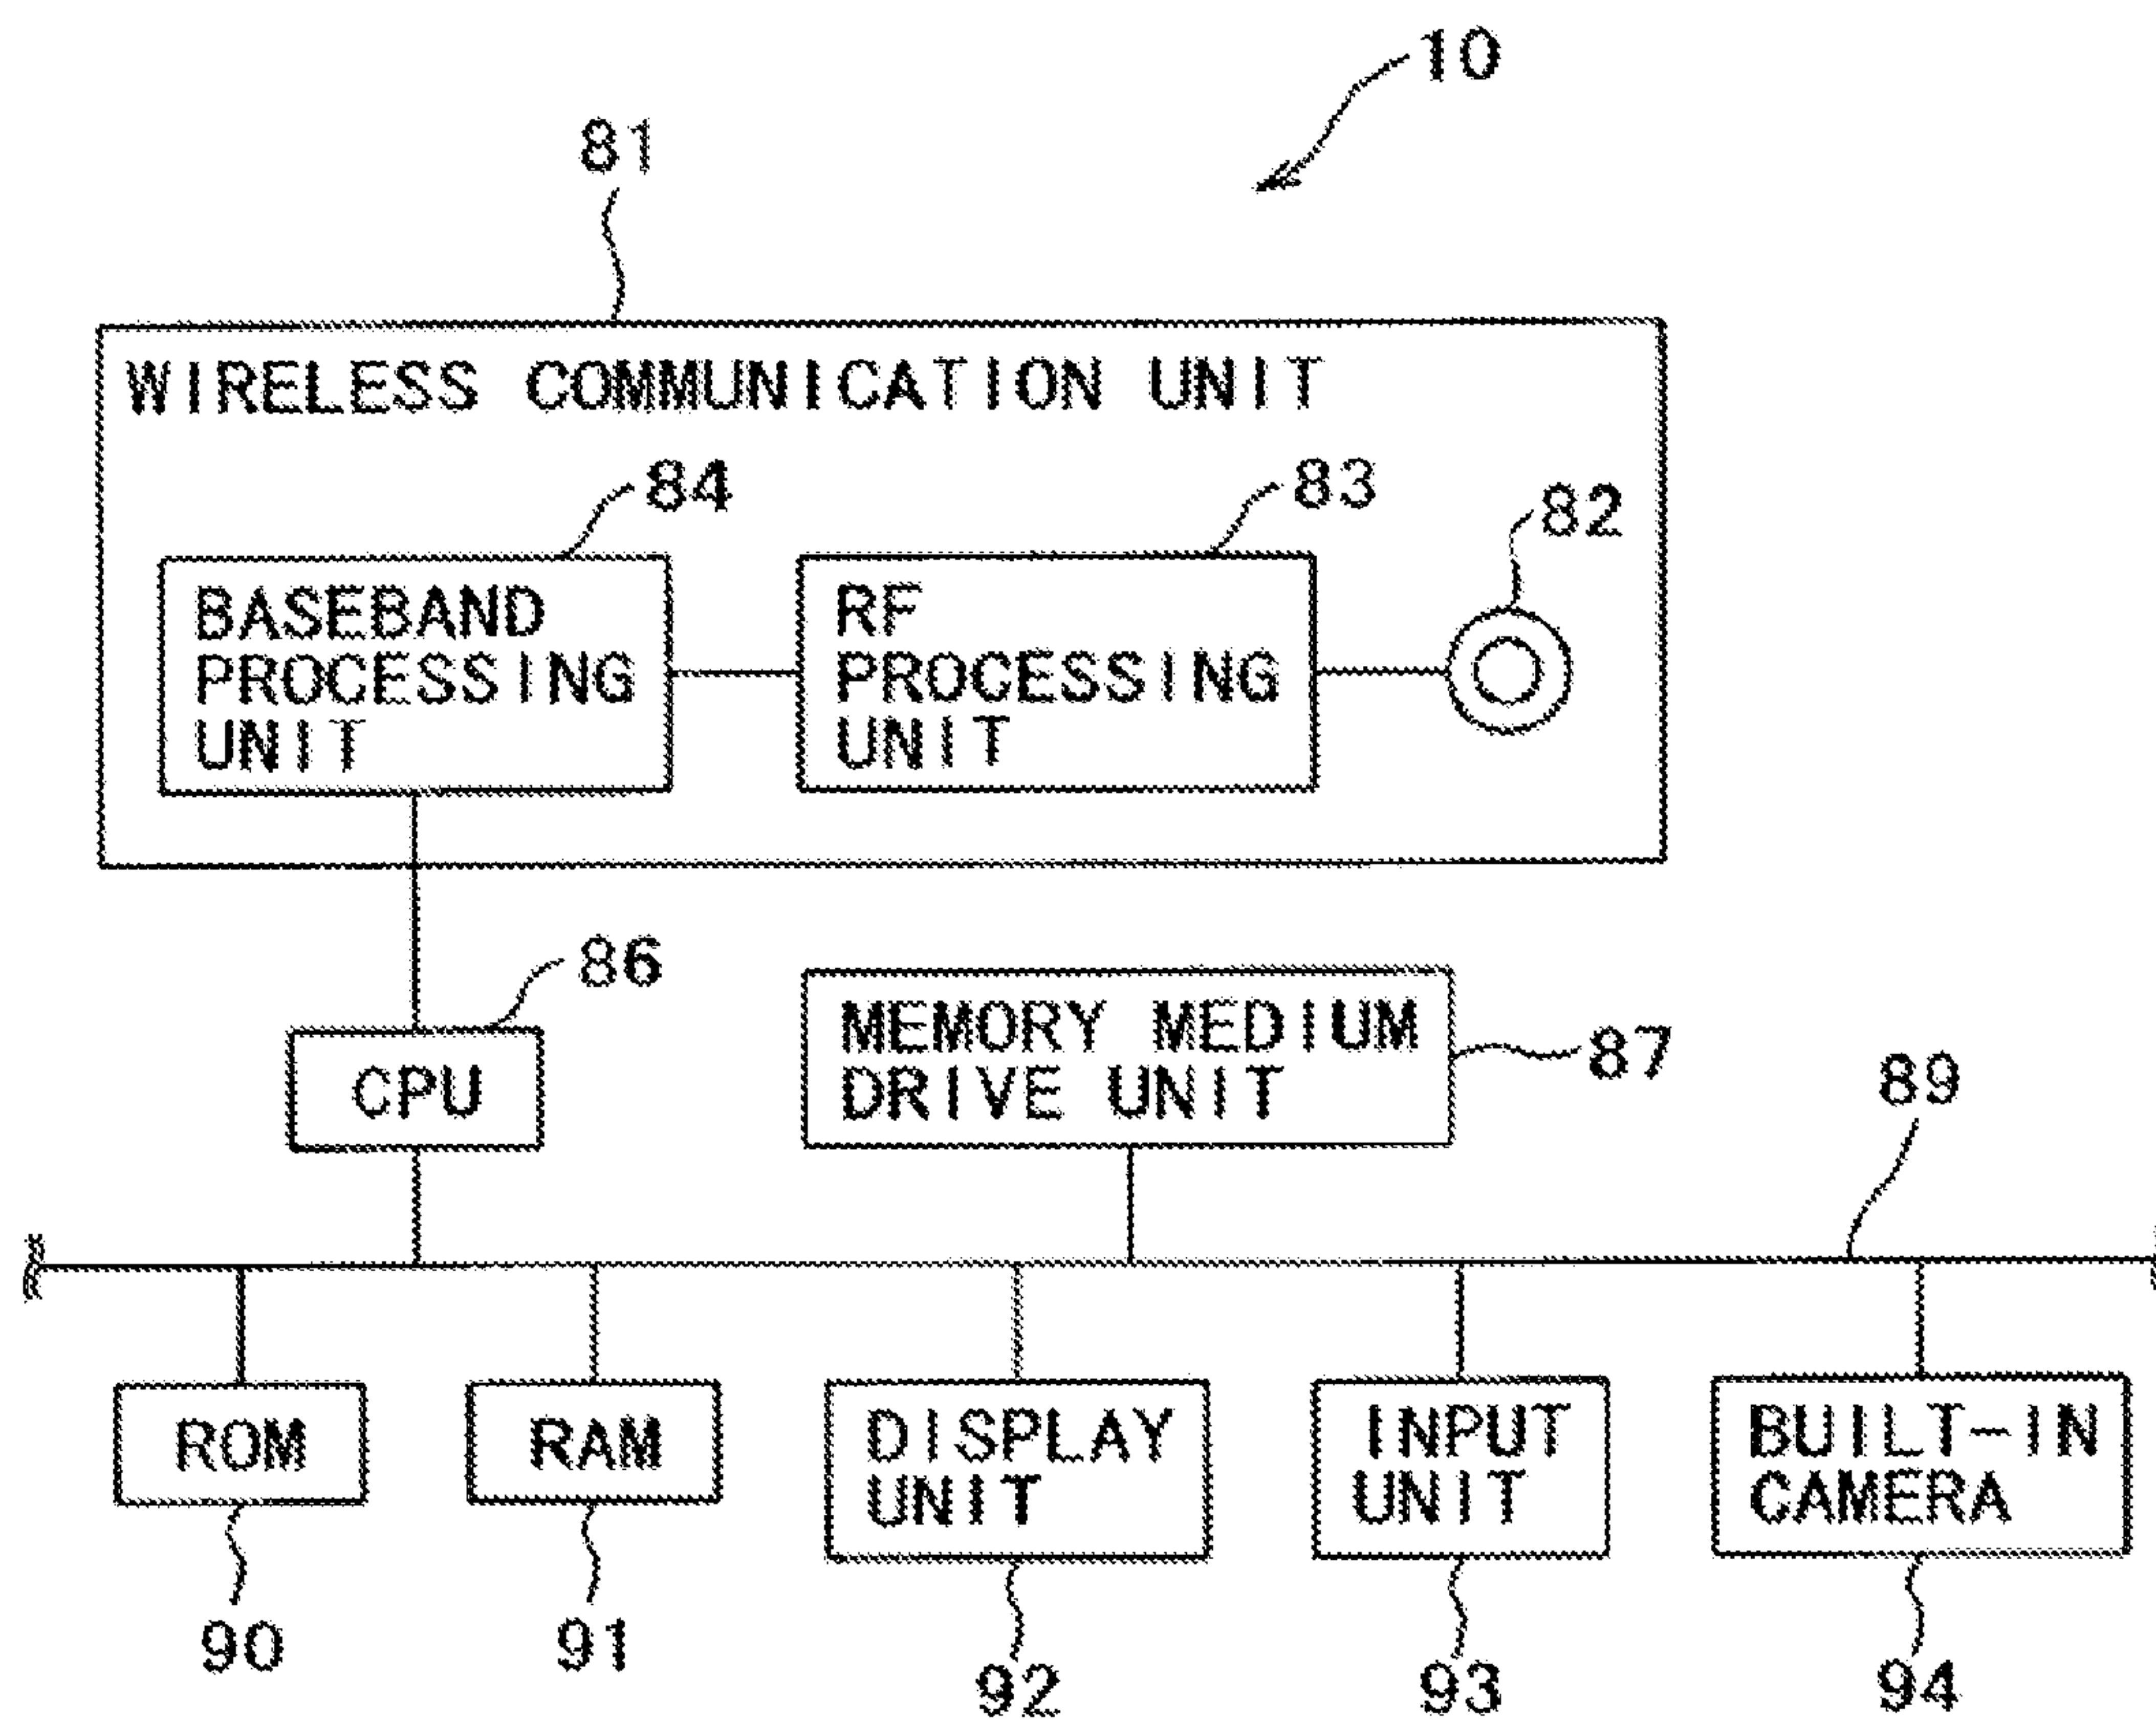 10
81
WIRELESS COMMUNICATION UNIT
84
83
82
BASEBAND
PROCESSING
UNIT
RF
PROCESSING
UNIT
86
CPU
MEMORY MEDIUM
DRIVE UNIT
87
89
ROM
RAM
DISPLAY
UNIT
INPUT
UNIT
BUILT-IN
CAMERA
90
91
92
93
94